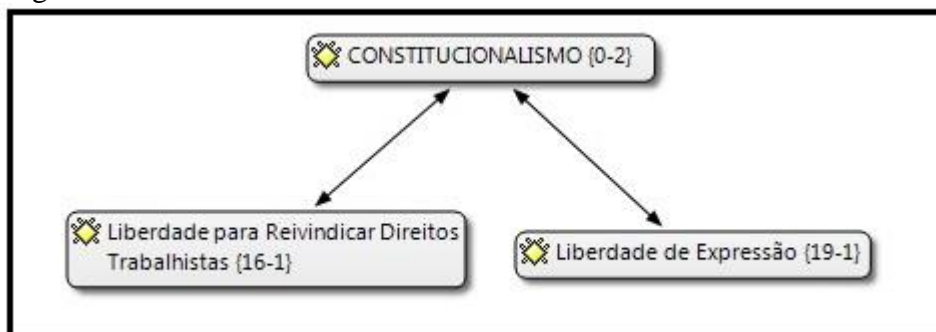 CONSTITUCIONALISMO {0-2}
Liberdade para Reivindicar Direitos
Trabalhistas {16-1}
Liberdade de Expressão {19-1}